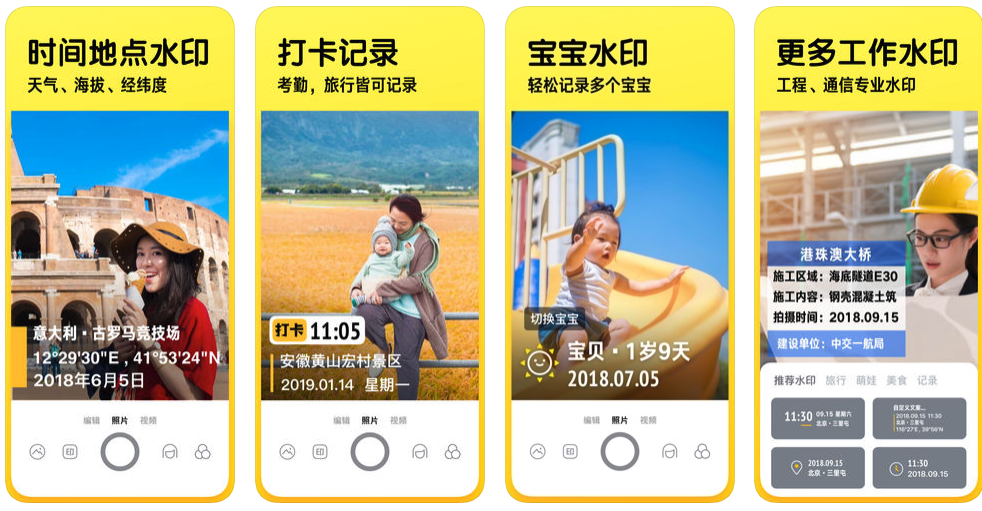 时间地点水印
天气、海拔、经纬度
意大利·古罗马竞技场
12°29'30"E , 41°53'24"N
2018年6月5日
编辑 照片 视频
印
打卡记录
考勤，旅行皆可记录
打卡 11:05
安徽黄山宏村景区
2019.01.14 星期一
编辑 照片 视频
印
宝宝水印
轻松记录多个宝宝
切换宝宝
宝贝·1岁9天
2018.07.05
编辑 照片 视频
印
更多工作水印
工程、通信专业水印
港珠澳大桥
施工区域：海底隧道E30
施工内容：钢壳混凝土筑
拍摄时间：2018.09.15
建设单位：中交一航局
推荐水印 旅行 萌娃 美食 记录
11:30 09.15 星期六
北京·三里屯
自定义文案...
2018.09.15 11:30
北京·三里屯
116°27'E, 39°56'N
2018.09.15
北京·三里屯
11:30
2018.09.15